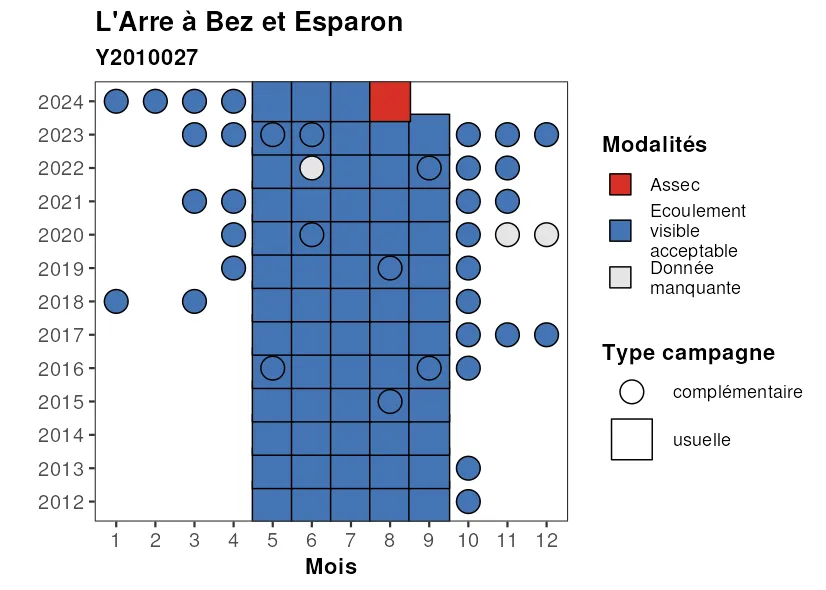 L'Arre à Bez et Esparon
Y2010027
2024
2023
2022
2021
2020
2019
2018
2017
2016
2015
2014
2013
2012
1 2 3 4 5 6 7 8 9 10 11 12
Mois
Modalités
Assec
Ecoulement
visible
acceptable
Donnée
manquante
Type campagne
complémentaire
usuelle